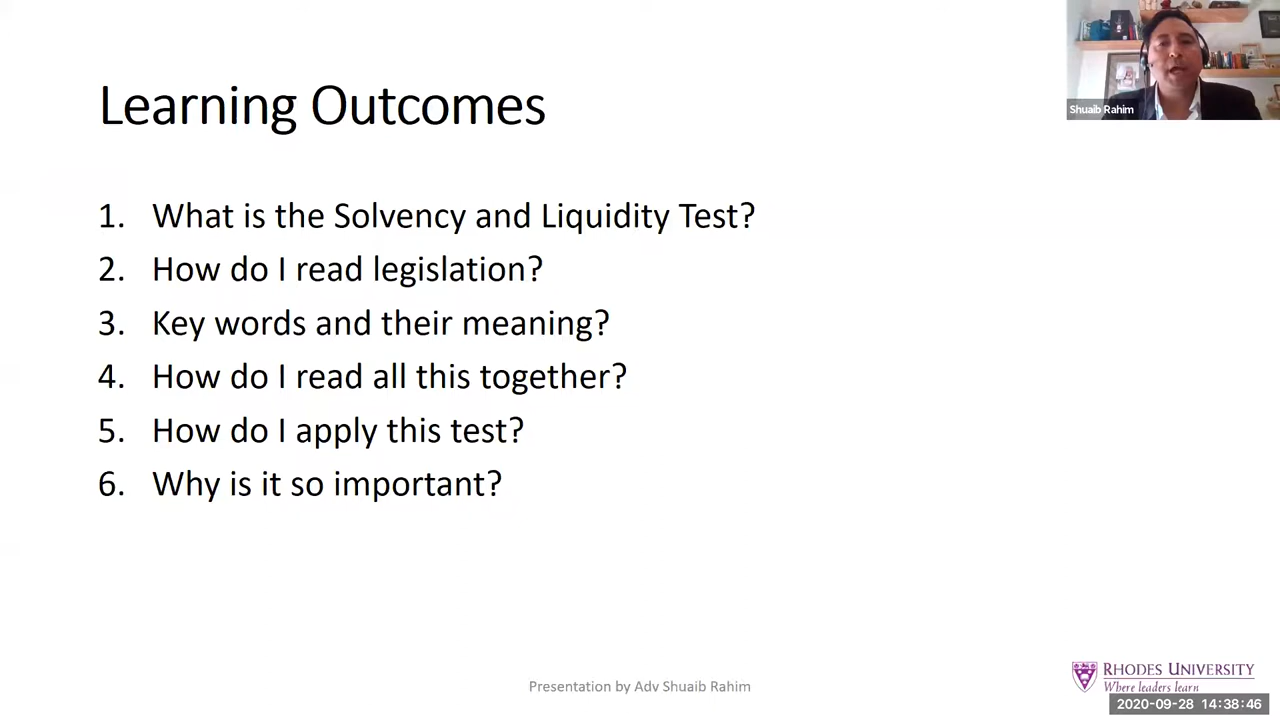 Shuaib Rahim
Learning Outcomes
1. What is the Solvency and Liquidity Test?
2. How do I read legislation?
3. Key words and their meaning?
4. How do I read all this together?
5. How do I apply this test?
6. Why is it so important?
Presentation by Adv Shuaib Rahim
RHODES UNIVERSITY
Where leaders learn
2020-09-28 14:38:46